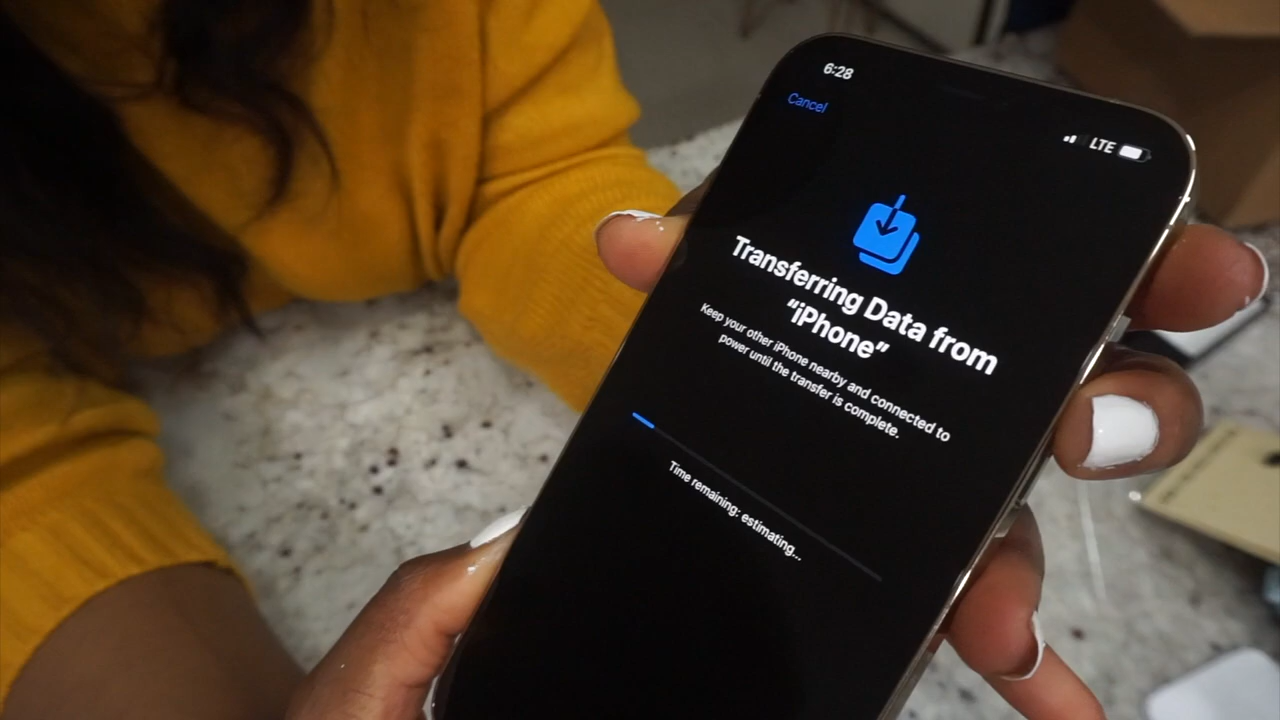 6:28
LTE
Cancel
Transferring Data from
“iPhone”
Keep your other iPhone nearby and connected to
power until the transfer is complete.
Time remaining: estimating...